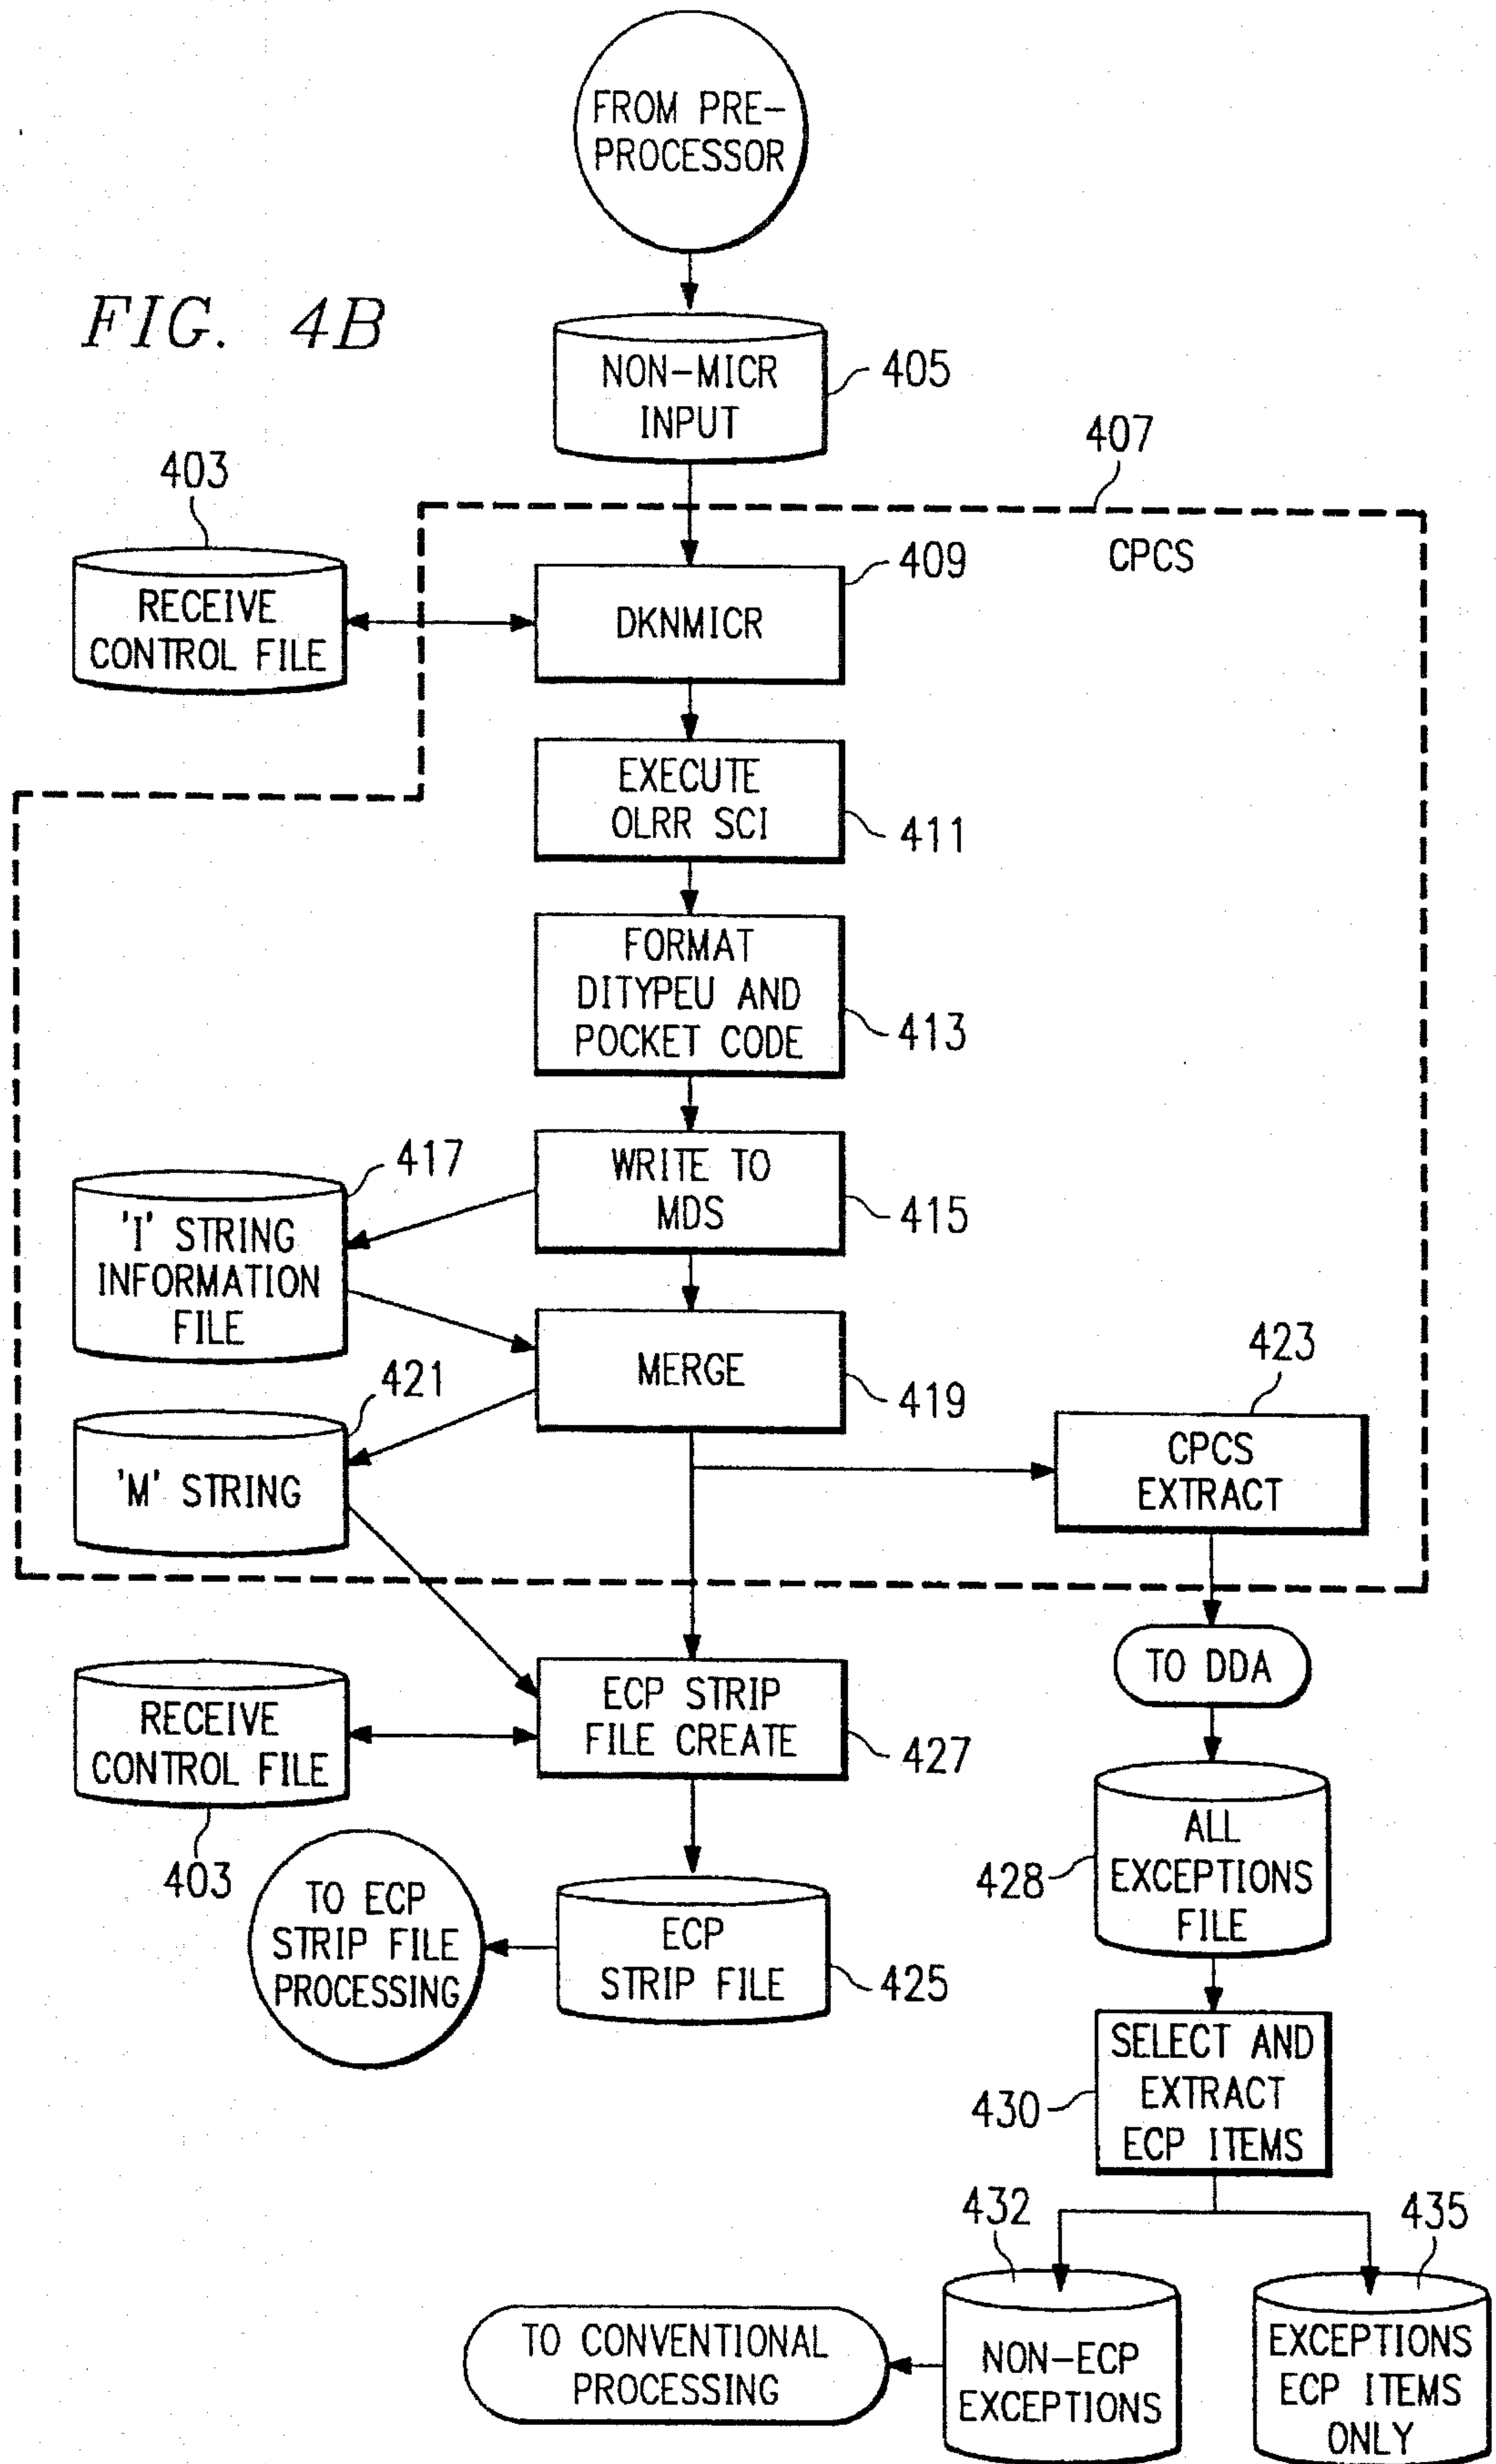 FROM PRE-
PROCESSOR
FIG. 4B
NON-MICR
INPUT
405
407
403
CPCS
RECEIVE
CONTROL FILE
409
DKNMICR
EXECUTE
OLRR SCI
411
FORMAT
DITYPEU AND
POCKET CODE
413
417
WRITE TO
MDS
415
'I' STRING
INFORMATION
FILE
MERGE
419
423
421
CPCS
EXTRACT
'M' STRING
TO DDA
RECEIVE
CONTROL FILE
403
ECP STRIP
FILE CREATE
427
ALL
EXCEPTIONS
FILE
428
TO ECP
STRIP FILE
PROCESSING
ECP
STRIP FILE
425
SELECT AND
EXTRACT
ECP ITEMS
430
432
435
TO CONVENTIONAL
PROCESSING
NON-ECP
EXCEPTIONS
EXCEPTIONS
ECP ITEMS
ONLY